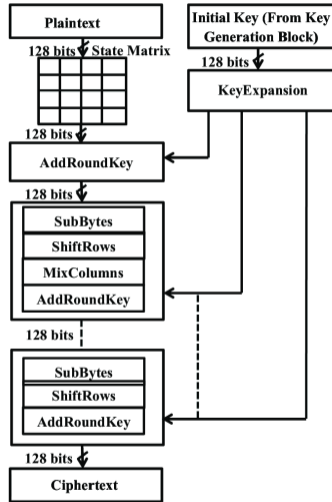 Plaintext
Initial Key (From Key
Generation Block)
128 bits
State Matrix
128 bits
KeyExpansion
128 bits
AddRoundKey
128 bits
SubBytes
ShiftRows
MixColumns
AddRoundKey
128 bits
SubBytes
ShiftRows
AddRoundKey
128 bits
Ciphertext